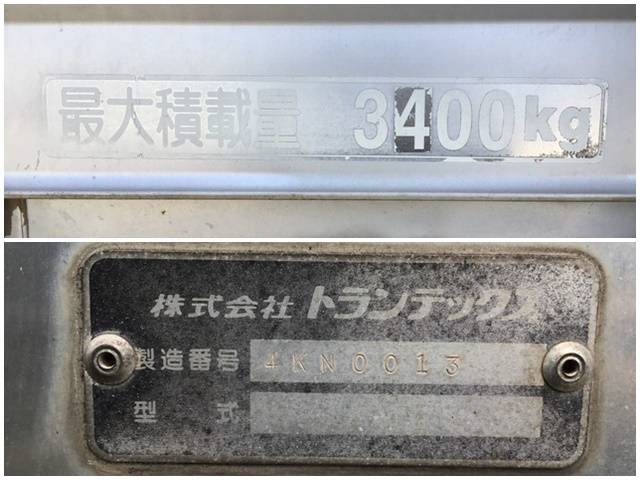 最大積載量 3400kg
株式会社 トランテックス
製造番号 4KN0013
型 式